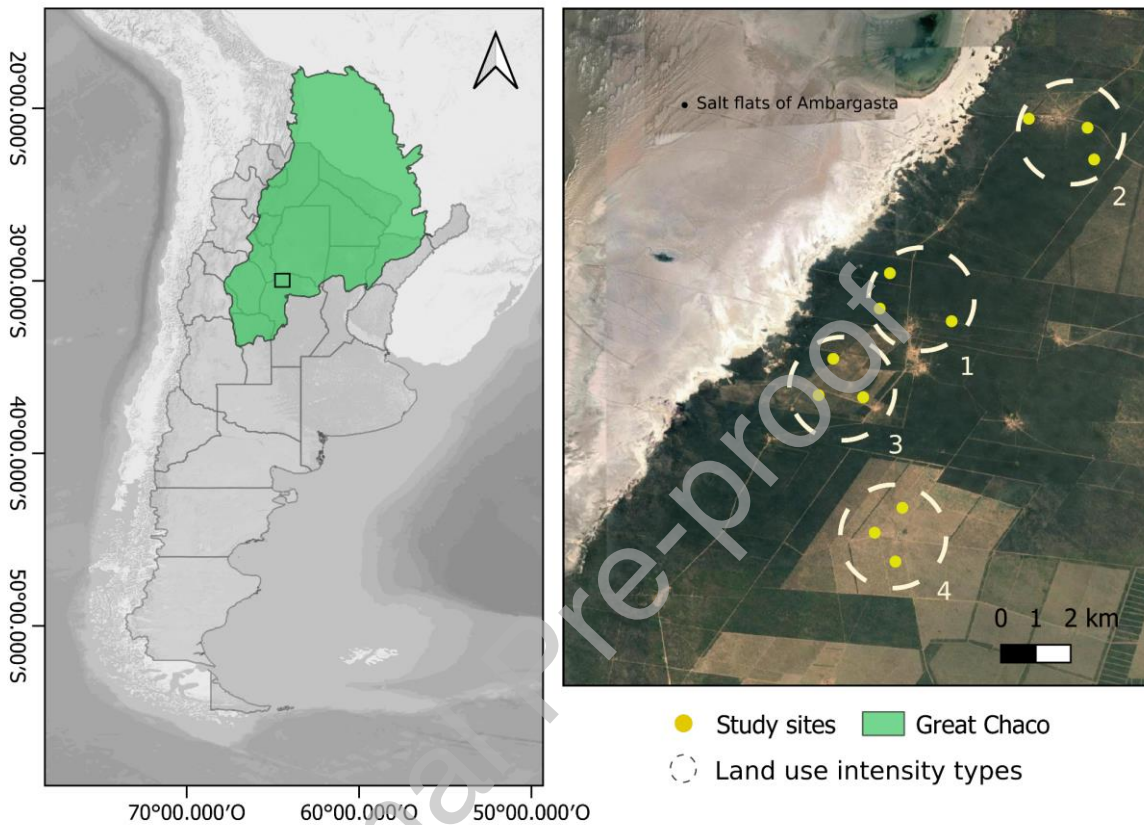 20°00.000'S
30°00.000'S
40°00.000'S
50°00.000'S
70°00.000'O
60°00.000'O
50°00.000'O
Salt flats of Ambargasta
2
1
3
4
0 1 2 km
Study sites
Great Chaco
Land use intensity types
nal Pre-proof